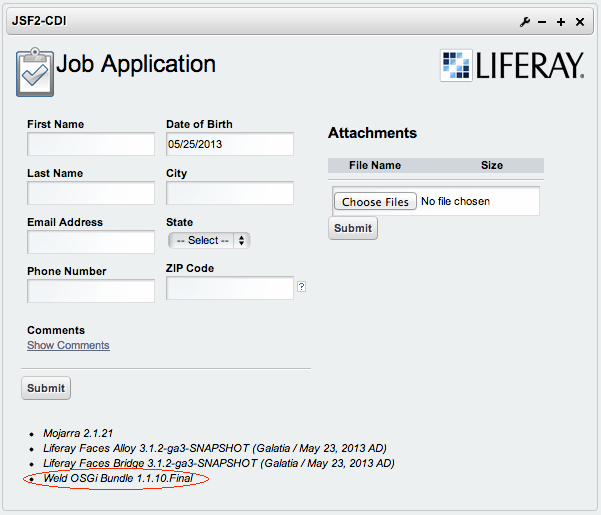 JSF2-CDI
Job Application
LIFERAY.
First Name
Date of Birth
05/25/2013
Last Name
City
Email Address
State
-- Select --
Phone Number
ZIP Code
?
Comments
Show Comments
Submit
Attachments
File Name Size
Choose Files No file chosen
Submit
• Mojarra 2.1.21
• Liferay Faces Alloy 3.1.2-ga3-SNAPSHOT (Galatia / May 23, 2013 AD)
• Liferay Faces Bridge 3.1.2-ga3-SNAPSHOT (Galatia / May 23, 2013 AD)
• Weld OSGi Bundle 1.1.10.Final